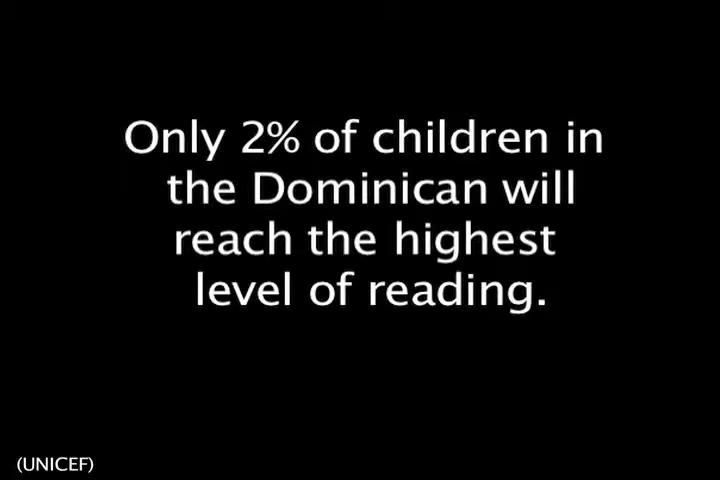 Only 2% of children in
the Dominican will
reach the highest
level of reading.
(UNICEF)